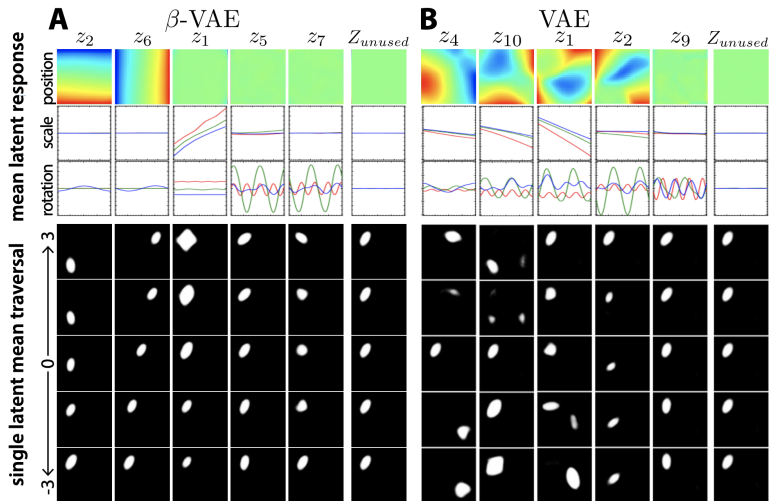 A β-VAE
z2 z6 z1 z5 z7 Zunused
B VAE
z4 z10 z1 z2 z9 Zunused
mean latent response
position
scale
rotation
single latent mean traversal
3
0
-3